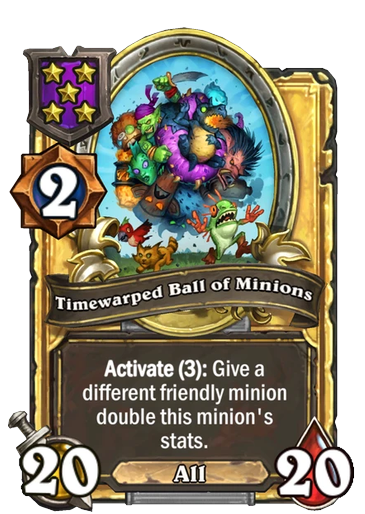 2
Timewarped Ball of Minions
Activate (3): Give a
different friendly minion
double this minion's
stats.
20
All
20